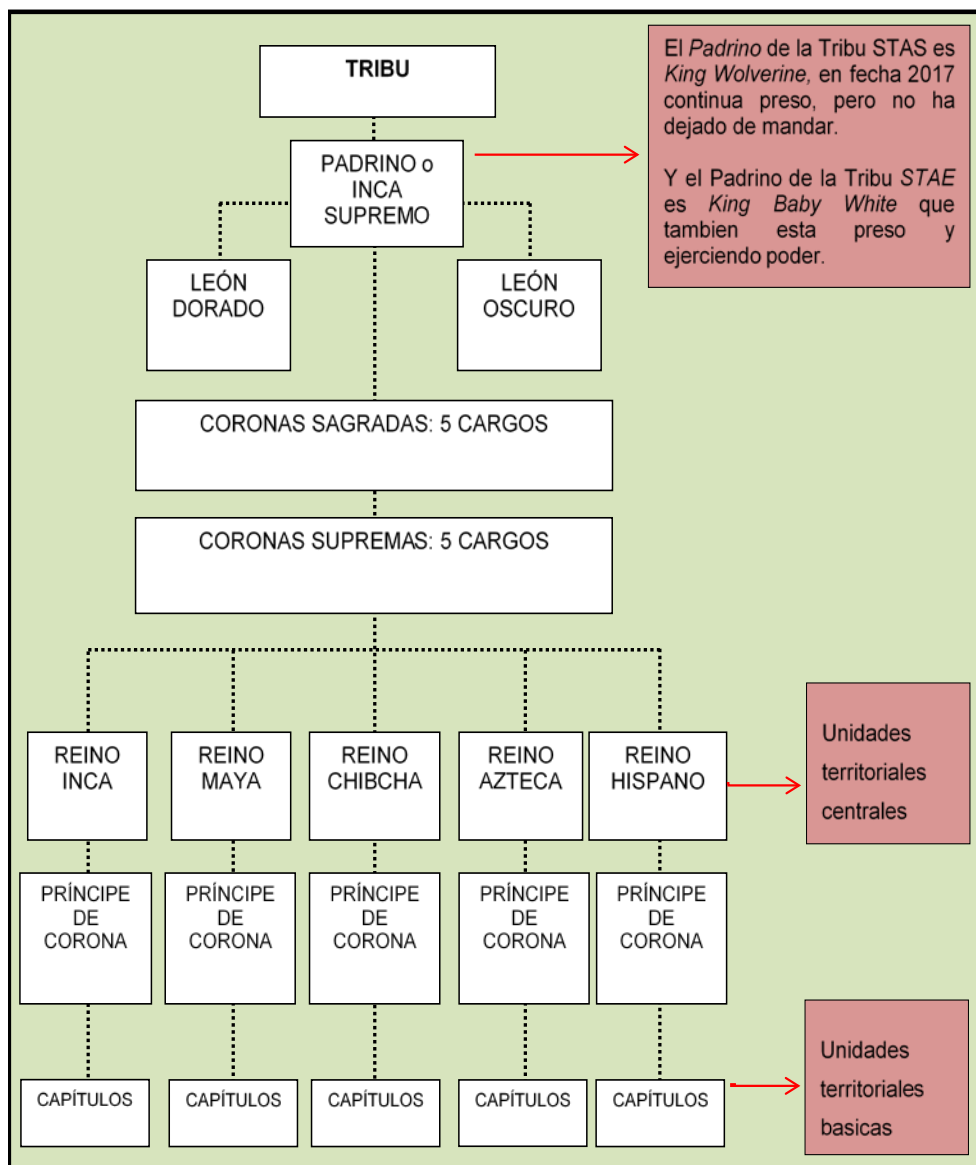 TRIBU
El Padrino de la Tribu STAS es
King Wolverine, en fecha 2017
continua preso, pero no ha
dejado de mandar.
Y el Padrino de la Tribu STAE
es King Baby White que
tambien esta preso y
ejerciendo poder.
PADRINO o
INCA
SUPREMO
LEÓN
DORADO
LEÓN
OSCURO
CORONAS SAGRADAS: 5 CARGOS
CORONAS SUPREMAS: 5 CARGOS
REINO
INCA
REINO
MAYA
REINO
CHIBCHA
REINO
AZTECA
REINO
HISPANO
Unidades
territoriales
centrales
PRÍNCIPE
DE
CORONA
PRÍNCIPE
DE
CORONA
PRÍNCIPE
DE
CORONA
PRÍNCIPE
DE
CORONA
PRÍNCIPE
DE
CORONA
CAPÍTULOS
CAPÍTULOS
CAPÍTULOS
CAPÍTULOS
CAPÍTULOS
Unidades
territoriales
basicas